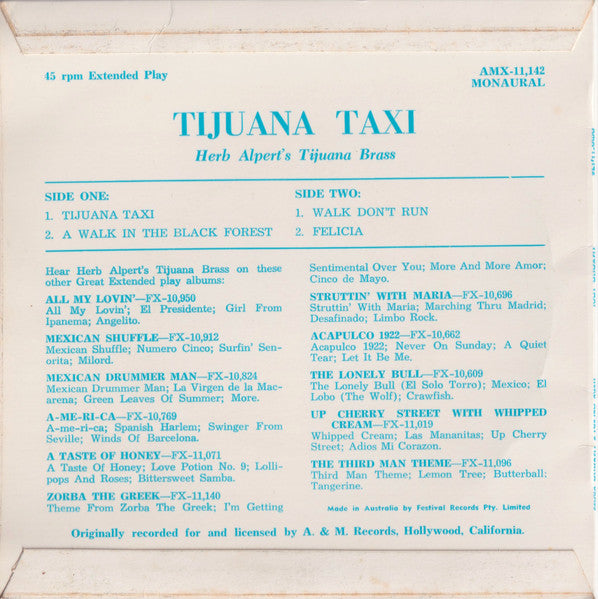 45 rpm Extended Play
AMX-11,142
MONAURAL
TIJUANA TAXI
Herb Alpert's Tijuana Brass
SIDE ONE:
1. TIJUANA TAXI
2. A WALK IN THE BLACK FOREST
SIDE TWO:
1. WALK DON'T RUN
2. FELICIA
Hear Herb Alpert's Tijuana Brass on these
other Great Extended play albums:
ALL MY LOVIN'—FX-10,950
All My Lovin'; El Presidente; Girl From
Ipanema; Angelito.
MEXICAN SHUFFLE—FX-10,912
Mexican Shuffle; Numero Cinco; Surfin' Sen-
orita; Milord.
MEXICAN DRUMMER MAN—FX-10,824
Mexican Drummer Man; La Virgen de la Mac-
arena; Green Leaves Of Summer; More.
A-ME-RI-CA—FX-10,769
A-me-ri-ca; Spanish Harlem; Swinger From
Seville; Winds Of Barcelona.
A TASTE OF HONEY—FX-11,071
A Taste Of Honey; Love Potion No. 9; Lolli-
pops And Roses; Bittersweet Samba.
ZORBA THE GREEK—FX-11,140
Theme From Zorba The Greek; I'm Getting
Sentimental Over You; More And More Amor;
Cinco de Mayo.
STRUTTIN' WITH MARIA—FX-10,696
Struttin' With Maria; Marching Thru Madrid;
Desafinado; Limbo Rock.
ACAPULCO 1922—FX-10,662
Acapulco 1922; Never On Sunday; A Quiet
Tear; Let It Be Me.
THE LONELY BULL—FX-10,609
The Lonely Bull (El Solo Torro); Mexico; El
Lobo (The Wolf); Crawfish.
UP CHERRY STREET WITH WHIPPED
CREAM—FX-11,019
Whipped Cream; Las Mananitas; Up Cherry
Street; Adios Mi Corazon.
THE THIRD MAN THEME—FX-11,096
Third Man Theme; Lemon Tree; Butterball;
Tangerine.
Made in Australia by Festival Records Pty. Limited
Originally recorded for and licensed by A. & M. Records, Hollywood, California.